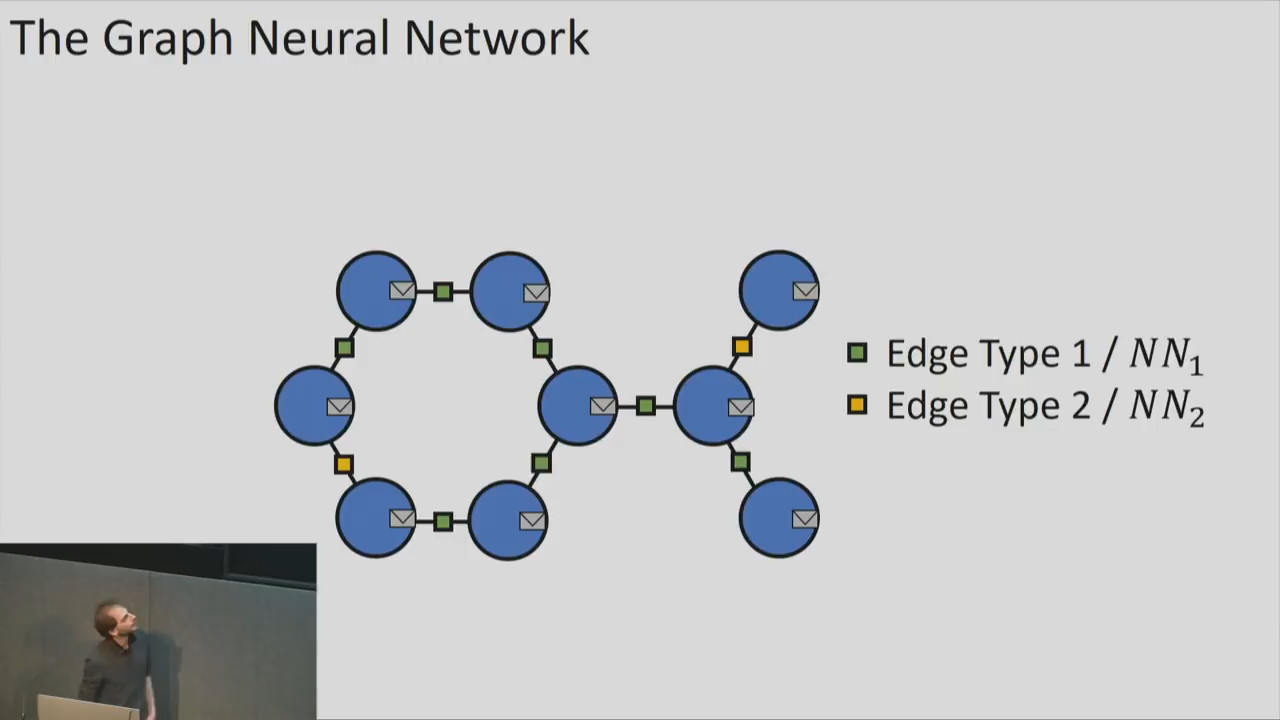 The Graph Neural Network
Edge Type 1 / NN₁
Edge Type 2 / NN₂